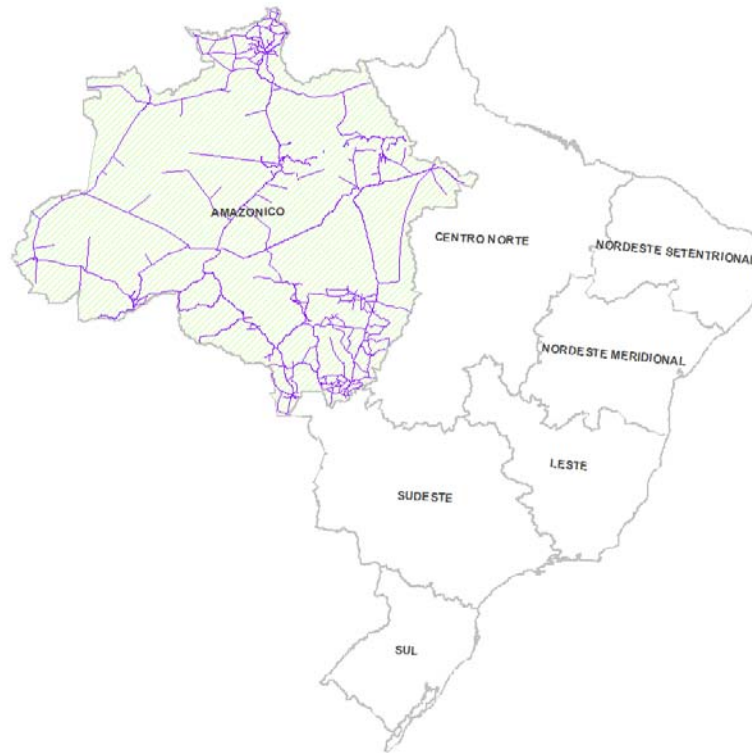 AMAZONICO
CENTRO NORTE
NORDESTE SETENTRIONAL
NORDESTE MERIDIONAL
LESTE
SUDESTE
SUL